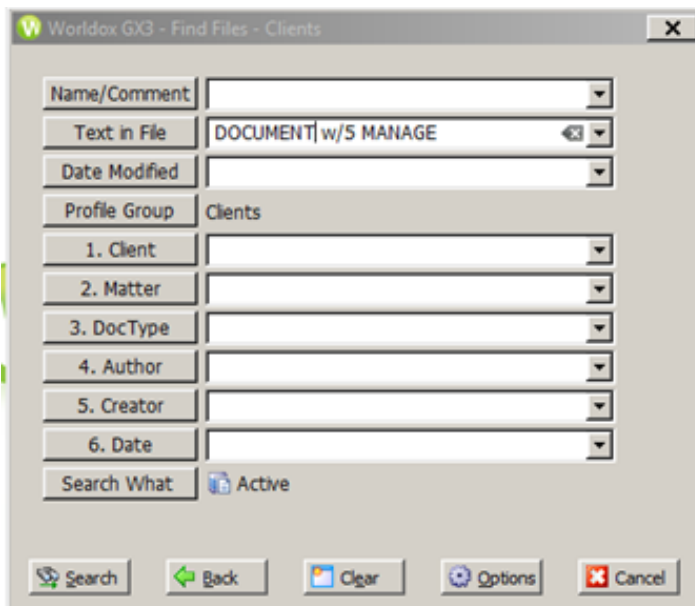 Worldox GX3 - Find Files - Clients
Name/Comment
Text in File DOCUMENT w/5 MANAGE
Date Modified
Profile Group Clients
1. Client
2. Matter
3. DocType
4. Author
5. Creator
6. Date
Search What Active
Search Back Clear Options Cancel